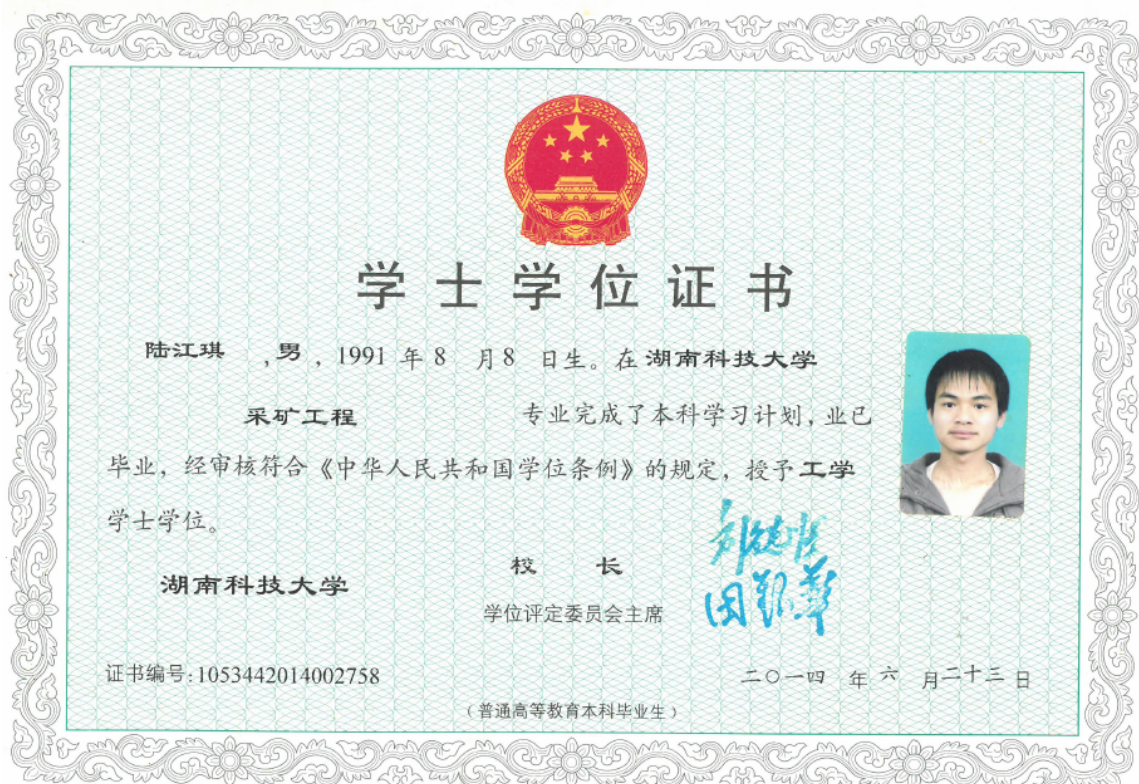 学士学位证书
陆江琪 ,男, 1991 年 8 月 8 日生。在湖南科技大学
采矿工程 专业完成了本科学习计划,业已
毕业,经审核符合《中华人民共和国学位条例》的规定,授予工学
学士学位。
湖南科技大学
校 长
学位评定委员会主席
证书编号:1053442014002758
二○一四 年 六 月二十三 日
(普通高等教育本科毕业生)